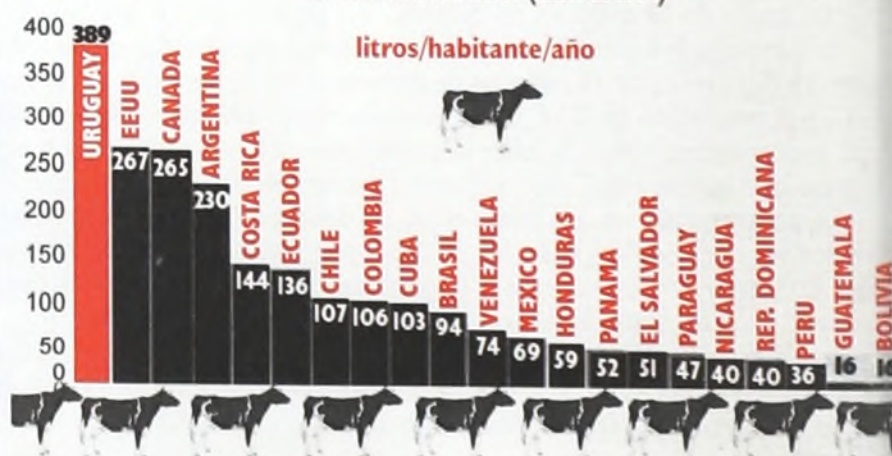 litros/habitante/año
400
350
300
250
200
150
100
50
0
389
URUGUAY
267
EEUU
265
CANADA
230
ARGENTINA
144
COSTA RICA
136
ECUADOR
107
CHILE
106
COLOMBIA
103
CUBA
94
BRASIL
74
VENEZUELA
69
MEXICO
59
HONDURAS
52
PANAMA
51
EL SALVADOR
47
PARAGUAY
40
NICARAGUA
40
REP. DOMINICANA
36
PERU
16
GUATEMALA
16
BOLIVIA